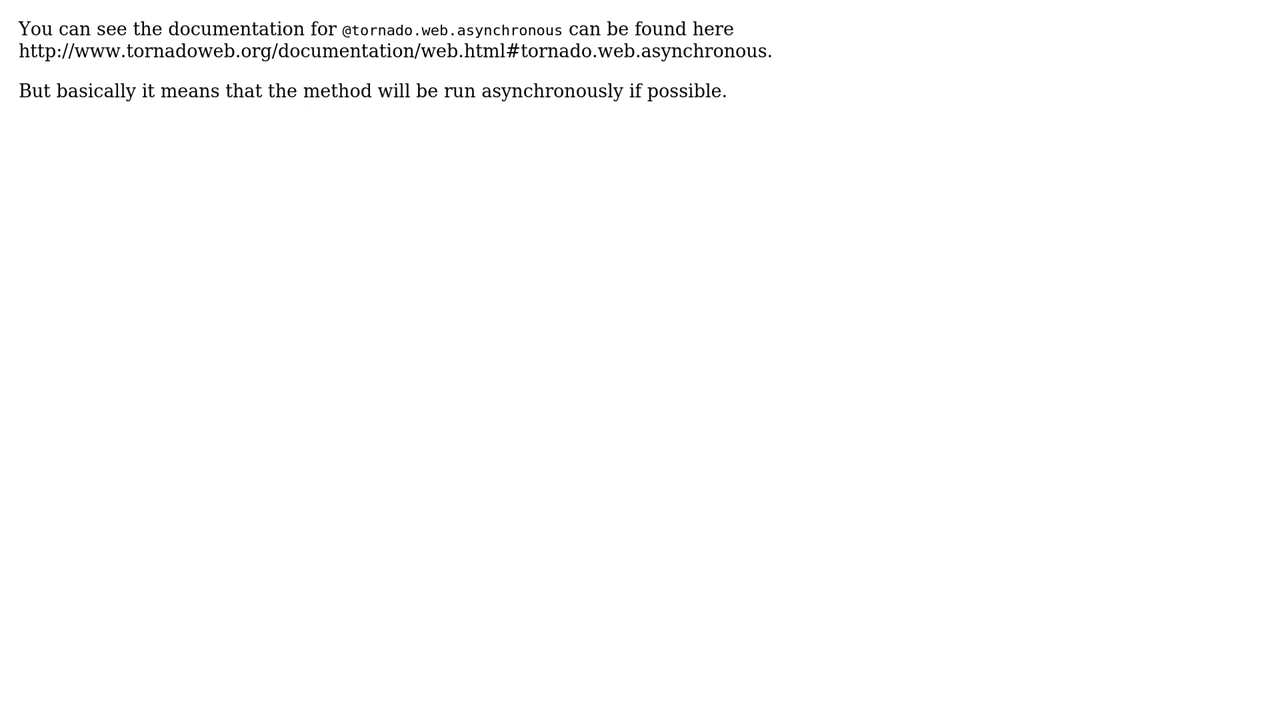 You can see the documentation for @tornado.web.asynchronous can be found here
http://www.tornadoweb.org/documentation/web.html#tornado.web.asynchronous.
But basically it means that the method will be run asynchronously if possible.